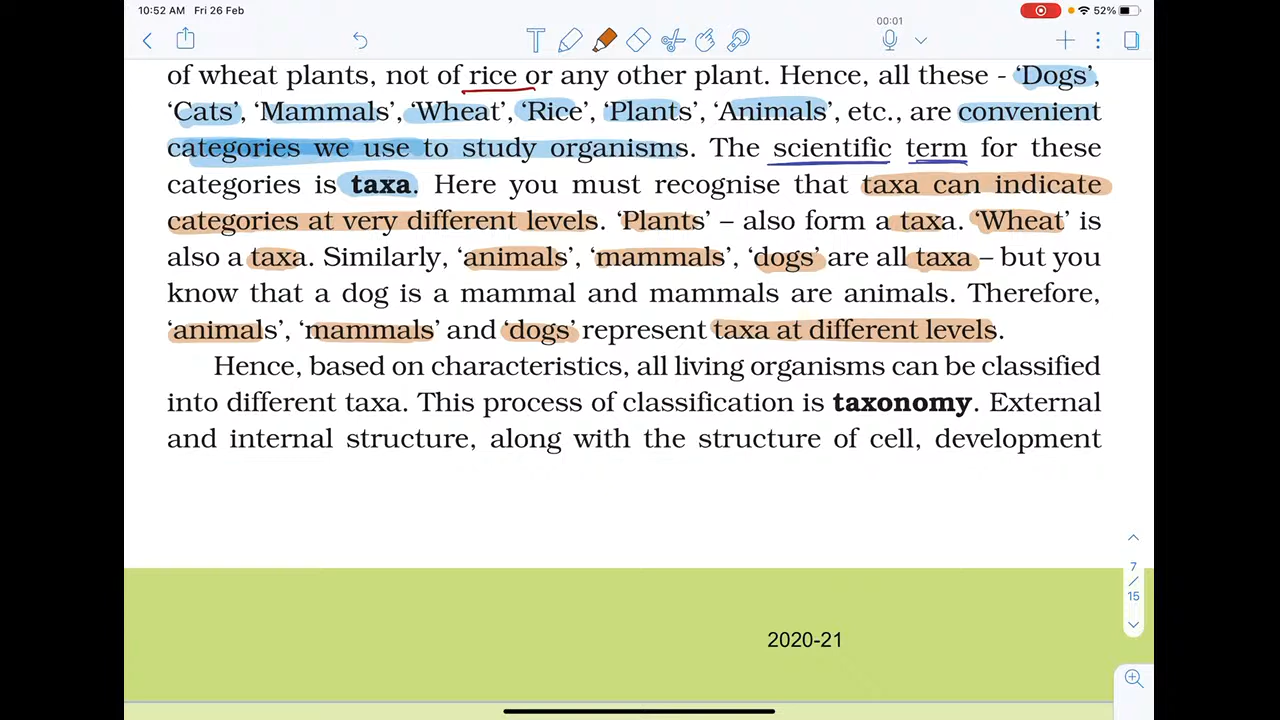 10:52 AM Fri 26 Feb
52%
00:01
T
of wheat plants, not of rice or any other plant. Hence, all these - ‘Dogs’,
‘Cats’, ‘Mammals’, ‘Wheat’, ‘Rice’, ‘Plants’, ‘Animals’, etc., are convenient
categories we use to study organisms. The scientific term for these
categories is taxa. Here you must recognise that taxa can indicate
categories at very different levels. ‘Plants’ – also form a taxa. ‘Wheat’ is
also a taxa. Similarly, ‘animals’, ‘mammals’, ‘dogs’ are all taxa – but you
know that a dog is a mammal and mammals are animals. Therefore,
‘animals’, ‘mammals’ and ‘dogs’ represent taxa at different levels.
Hence, based on characteristics, all living organisms can be classified
into different taxa. This process of classification is taxonomy. External
and internal structure, along with the structure of cell, development
7
/
15
2020-21